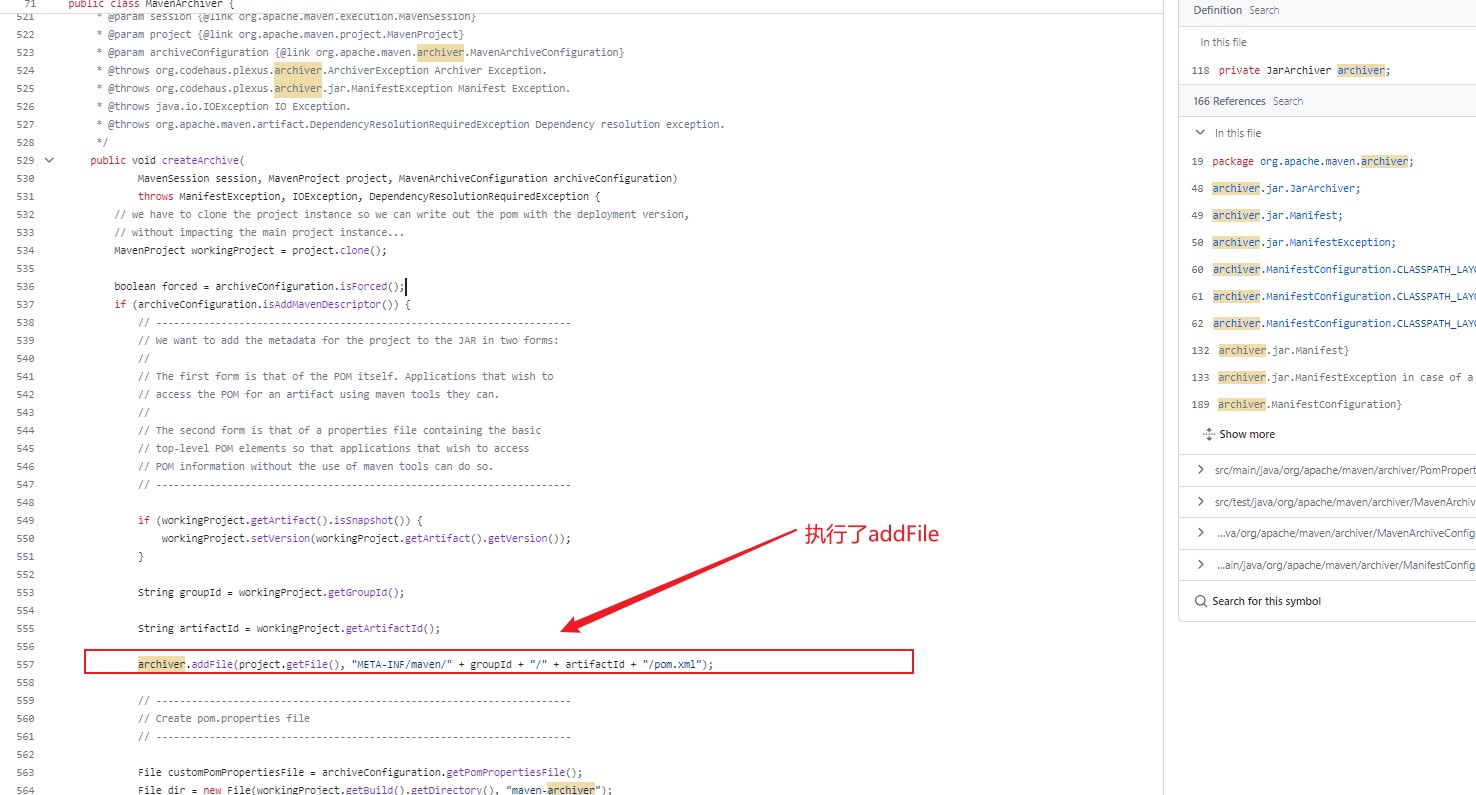 71 public class MavenArchiver {
521 * @param session {@link org.apache.maven.execution.MavenSession}
522 * @param project {@link org.apache.maven.project.MavenProject}
523 * @param archiveConfiguration {@link org.apache.maven.archiver.MavenArchiveConfiguration}
524 * @throws org.codehaus.plexus.archiver.ArchiverException Archiver Exception.
525 * @throws org.codehaus.plexus.archiver.jar.ManifestException Manifest Exception.
526 * @throws java.io.IOException IO Exception.
527 * @throws org.apache.maven.artifact.DependencyResolutionRequiredException Dependency resolution exception.
528 */
529 public void createArchive(
530 MavenSession session, MavenProject project, MavenArchiveConfiguration archiveConfiguration)
531 throws ManifestException, IOException, DependencyResolutionRequiredException {
532 // we have to clone the project instance so we can write out the pom with the deployment version,
533 // without impacting the main project instance...
534 MavenProject workingProject = project.clone();
535
536 boolean forced = archiveConfiguration.isForced();
537 if (archiveConfiguration.isAddMavenDescriptor()) {
538 // ----------------------------------------------------------------------
539 // We want to add the metadata for the project to the JAR in two forms:
540 //
541 // The first form is that of the POM itself. Applications that wish to
542 // access the POM for an artifact using maven tools they can.
543 //
544 // The second form is that of a properties file containing the basic
545 // top-level POM elements so that applications that wish to access
546 // POM information without the use of maven tools can do so.
547 // ----------------------------------------------------------------------
548
549 if (workingProject.getArtifact().isSnapshot()) {
550 workingProject.setVersion(workingProject.getArtifact().getVersion());
551 }
552
553 String groupId = workingProject.getGroupId();
554
555 String artifactId = workingProject.getArtifactId();
556
557 archiver.addFile(project.getFile(), "META-INF/maven/" + groupId + "/" + artifactId + "/pom.xml");
558
559 // ----------------------------------------------------------------------
560 // Create pom.properties file
561 // ----------------------------------------------------------------------
562
563 File customPomPropertiesFile = archiveConfiguration.getPomPropertiesFile();
564 File dir = new File(workingProject.getBuild().getDirectory(), "maven-archiver");
执行了addFile
Definition Search
In this file
118 private JarArchiver archiver;
166 References Search
In this file
19 package org.apache.maven.archiver;
48 archiver.jar.JarArchiver;
49 archiver.jar.Manifest;
50 archiver.jar.ManifestException;
60 archiver.ManifestConfiguration.CLASSPATH_LAYO
61 archiver.ManifestConfiguration.CLASSPATH_LAYO
62 archiver.ManifestConfiguration.CLASSPATH_LAYO
132 archiver.jar.Manifest}
133 archiver.jar.ManifestException in case of a
189 archiver.ManifestConfiguration}
Show more
src/main/java/org/apache/maven/archiver/PomPropert
src/test/java/org/apache/maven/archiver/MavenArchiv
...va/org/apache/maven/archiver/MavenArchiveConfig
...ain/java/org/apache/maven/archiver/ManifestConfig
Search for this symbol